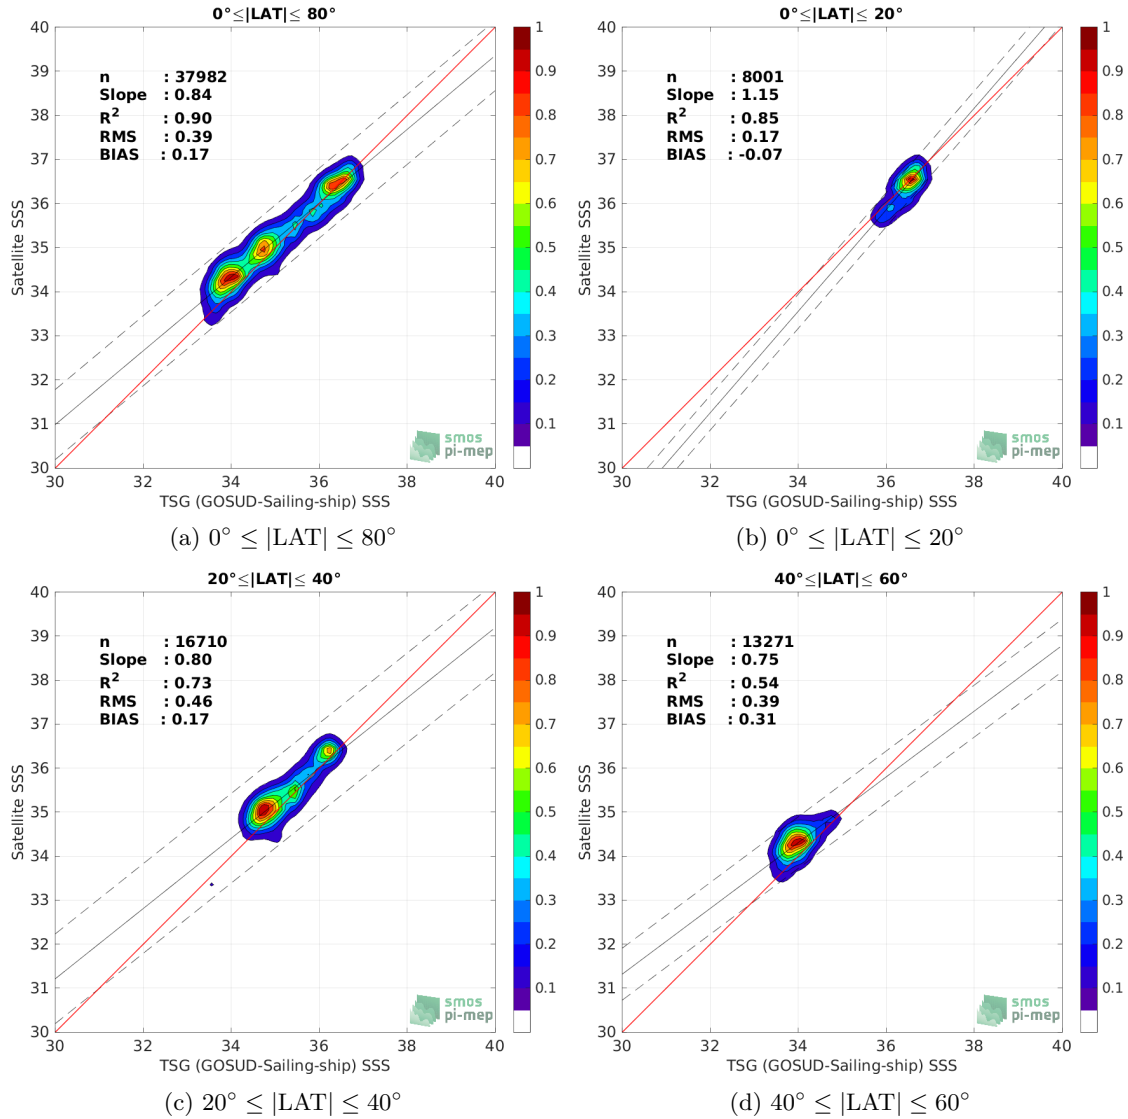 0°≤|LAT|≤ 80°
40
39
38
37
36
35
34
33
32
31
30
Satellite SSS
n : 37982
Slope : 0.84
R² : 0.90
RMS : 0.39
BIAS : 0.17
smos
pi-mep
30 32 34 36 38 40
TSG (GOSUD-Sailing-ship) SSS
1
0.9
0.8
0.7
0.6
0.5
0.4
0.3
0.2
0.1
(a) 0° ≤ |LAT| ≤ 80°
0°≤|LAT|≤ 20°
40
39
38
37
36
35
34
33
32
31
30
Satellite SSS
n : 8001
Slope : 1.15
R² : 0.85
RMS : 0.17
BIAS : -0.07
smos
pi-mep
30 32 34 36 38 40
TSG (GOSUD-Sailing-ship) SSS
1
0.9
0.8
0.7
0.6
0.5
0.4
0.3
0.2
0.1
(b) 0° ≤ |LAT| ≤ 20°
20°≤|LAT|≤ 40°
40
39
38
37
36
35
34
33
32
31
30
Satellite SSS
n : 16710
Slope : 0.80
R² : 0.73
RMS : 0.46
BIAS : 0.17
smos
pi-mep
30 32 34 36 38 40
TSG (GOSUD-Sailing-ship) SSS
1
0.9
0.8
0.7
0.6
0.5
0.4
0.3
0.2
0.1
(c) 20° ≤ |LAT| ≤ 40°
40°≤|LAT|≤ 60°
40
39
38
37
36
35
34
33
32
31
30
Satellite SSS
n : 13271
Slope : 0.75
R² : 0.54
RMS : 0.39
BIAS : 0.31
smos
pi-mep
30 32 34 36 38 40
TSG (GOSUD-Sailing-ship) SSS
1
0.9
0.8
0.7
0.6
0.5
0.4
0.3
0.2
0.1
(d) 40° ≤ |LAT| ≤ 60°